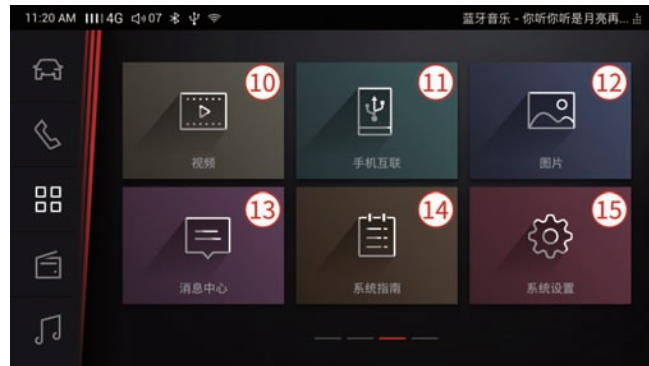 11:20 AM 4G 07 蓝牙音乐 - 你听你听是月亮再...
10 11 12
视频 手机互联 图片
13 14 15
消息中心 系统指南 系统设置